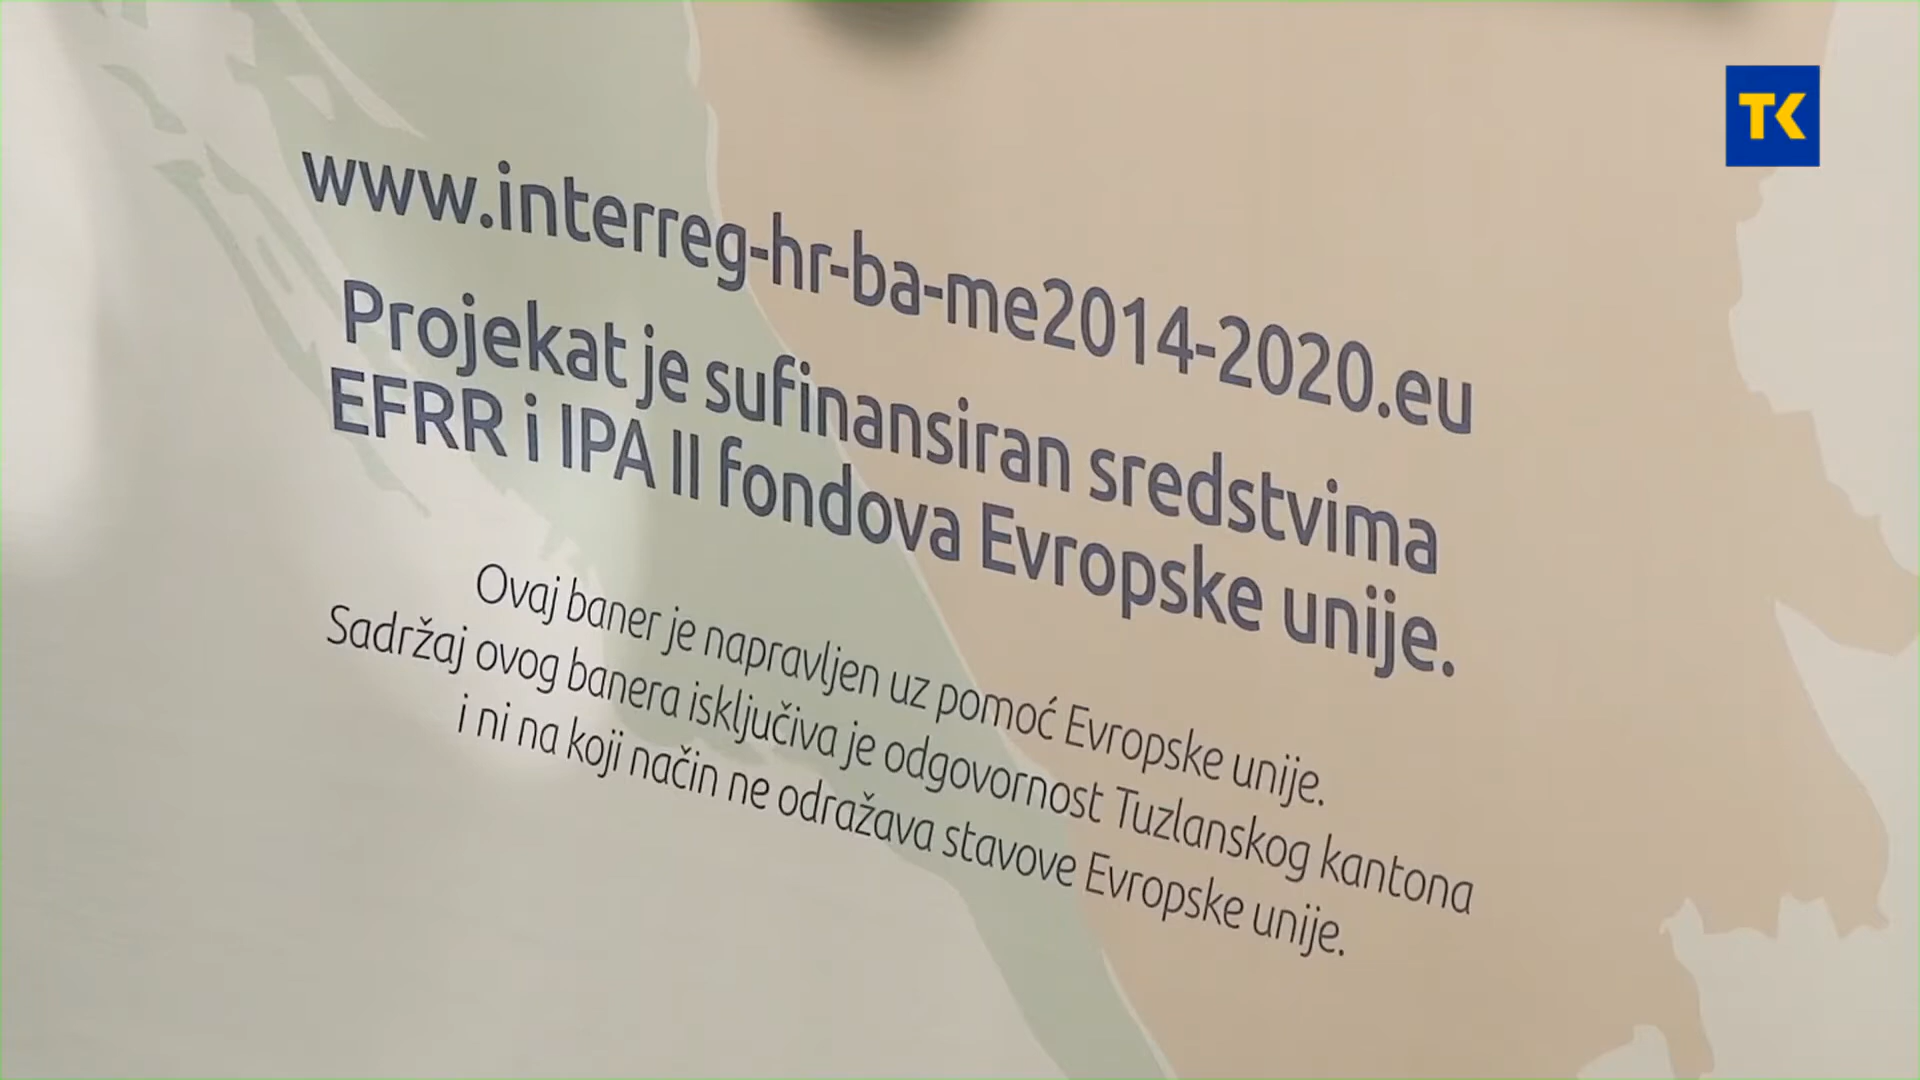 TK
www.interreg-hr-ba-me2014-2020.eu
Projekat je sufinansiran sredstvima
EFRR i IPA II fondova Evropske unije.
Ovaj baner je napravljen uz pomoć Evropske unije.
Sadržaj ovog banera isključiva je odgovornost Tuzlanskog kantona
i ni na koji način ne odražava stavove Evropske unije.